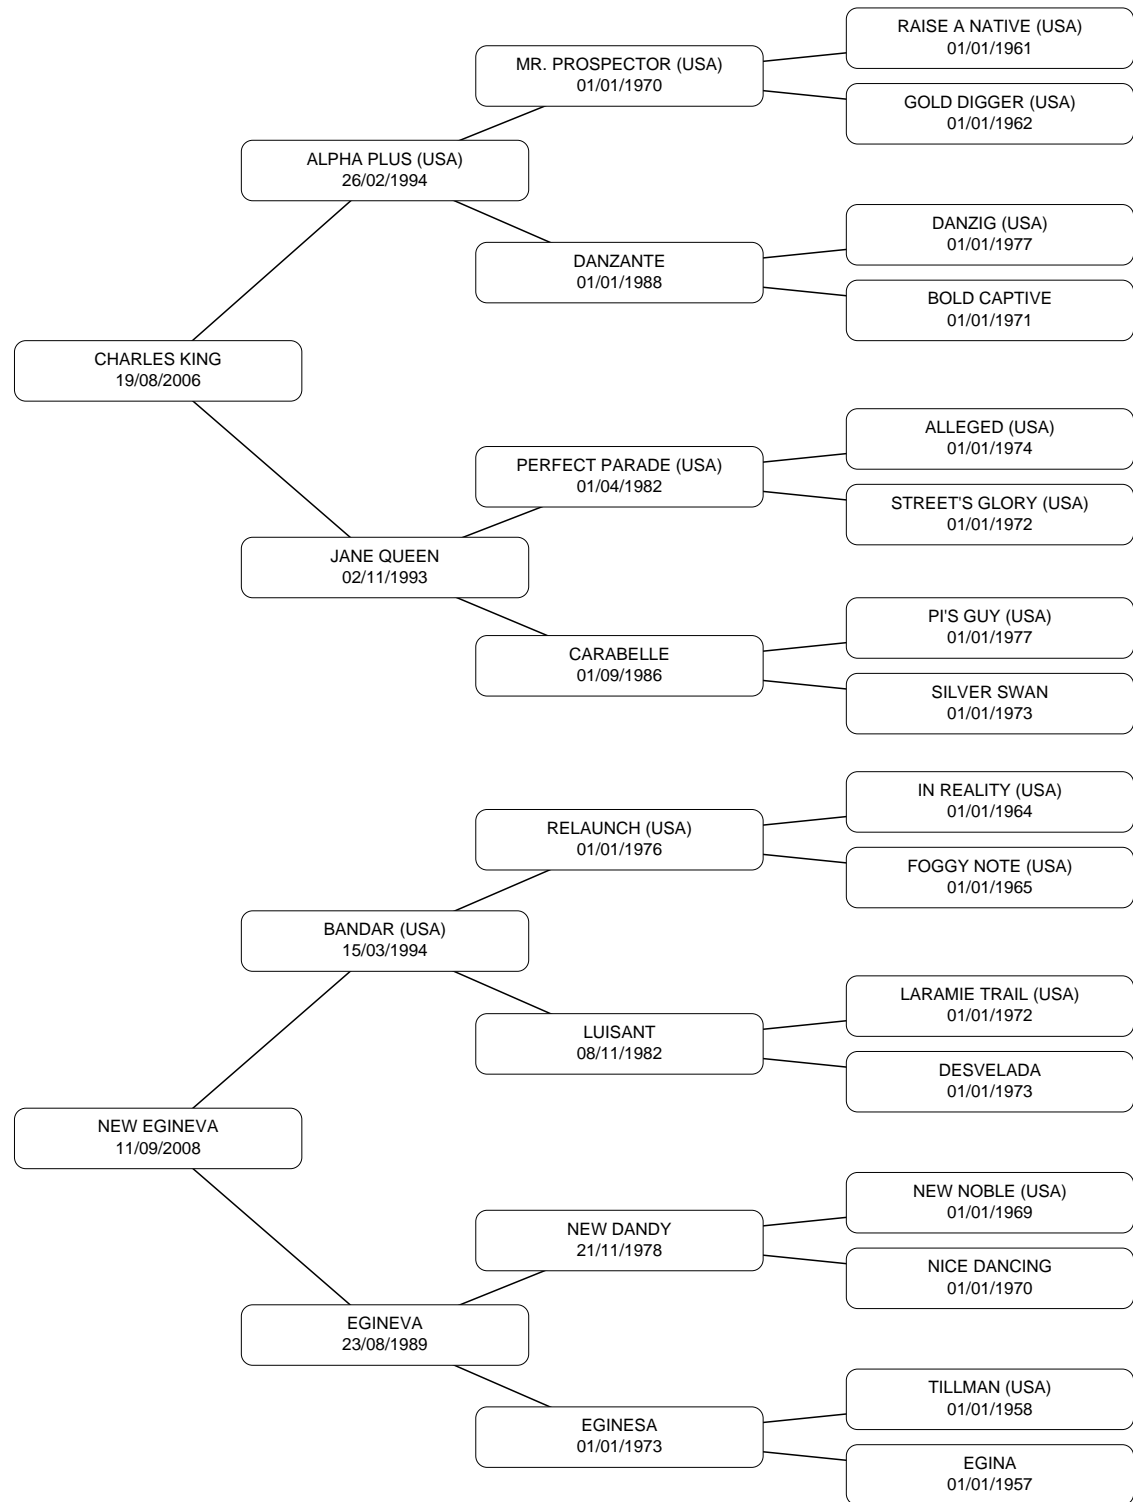 RAISE A NATIVE (USA)
01/01/1961
MR. PROSPECTOR (USA)
01/01/1970
GOLD DIGGER (USA)
01/01/1962
ALPHA PLUS (USA)
26/02/1994
DANZIG (USA)
01/01/1977
DANZANTE
01/01/1988
BOLD CAPTIVE
01/01/1971
CHARLES KING
19/08/2006
ALLEGED (USA)
01/01/1974
PERFECT PARADE (USA)
01/04/1982
STREET'S GLORY (USA)
01/01/1972
JANE QUEEN
02/11/1993
PI'S GUY (USA)
01/01/1977
CARABELLE
01/09/1986
SILVER SWAN
01/01/1973
IN REALITY (USA)
01/01/1964
RELAUNCH (USA)
01/01/1976
FOGGY NOTE (USA)
01/01/1965
BANDAR (USA)
15/03/1994
LARAMIE TRAIL (USA)
01/01/1972
LUISANT
08/11/1982
DESVELADA
01/01/1973
NEW EGINEVA
11/09/2008
NEW NOBLE (USA)
01/01/1969
NEW DANDY
21/11/1978
NICE DANCING
01/01/1970
EGINEVA
23/08/1989
TILLMAN (USA)
01/01/1958
EGINESA
01/01/1973
EGINA
01/01/1957